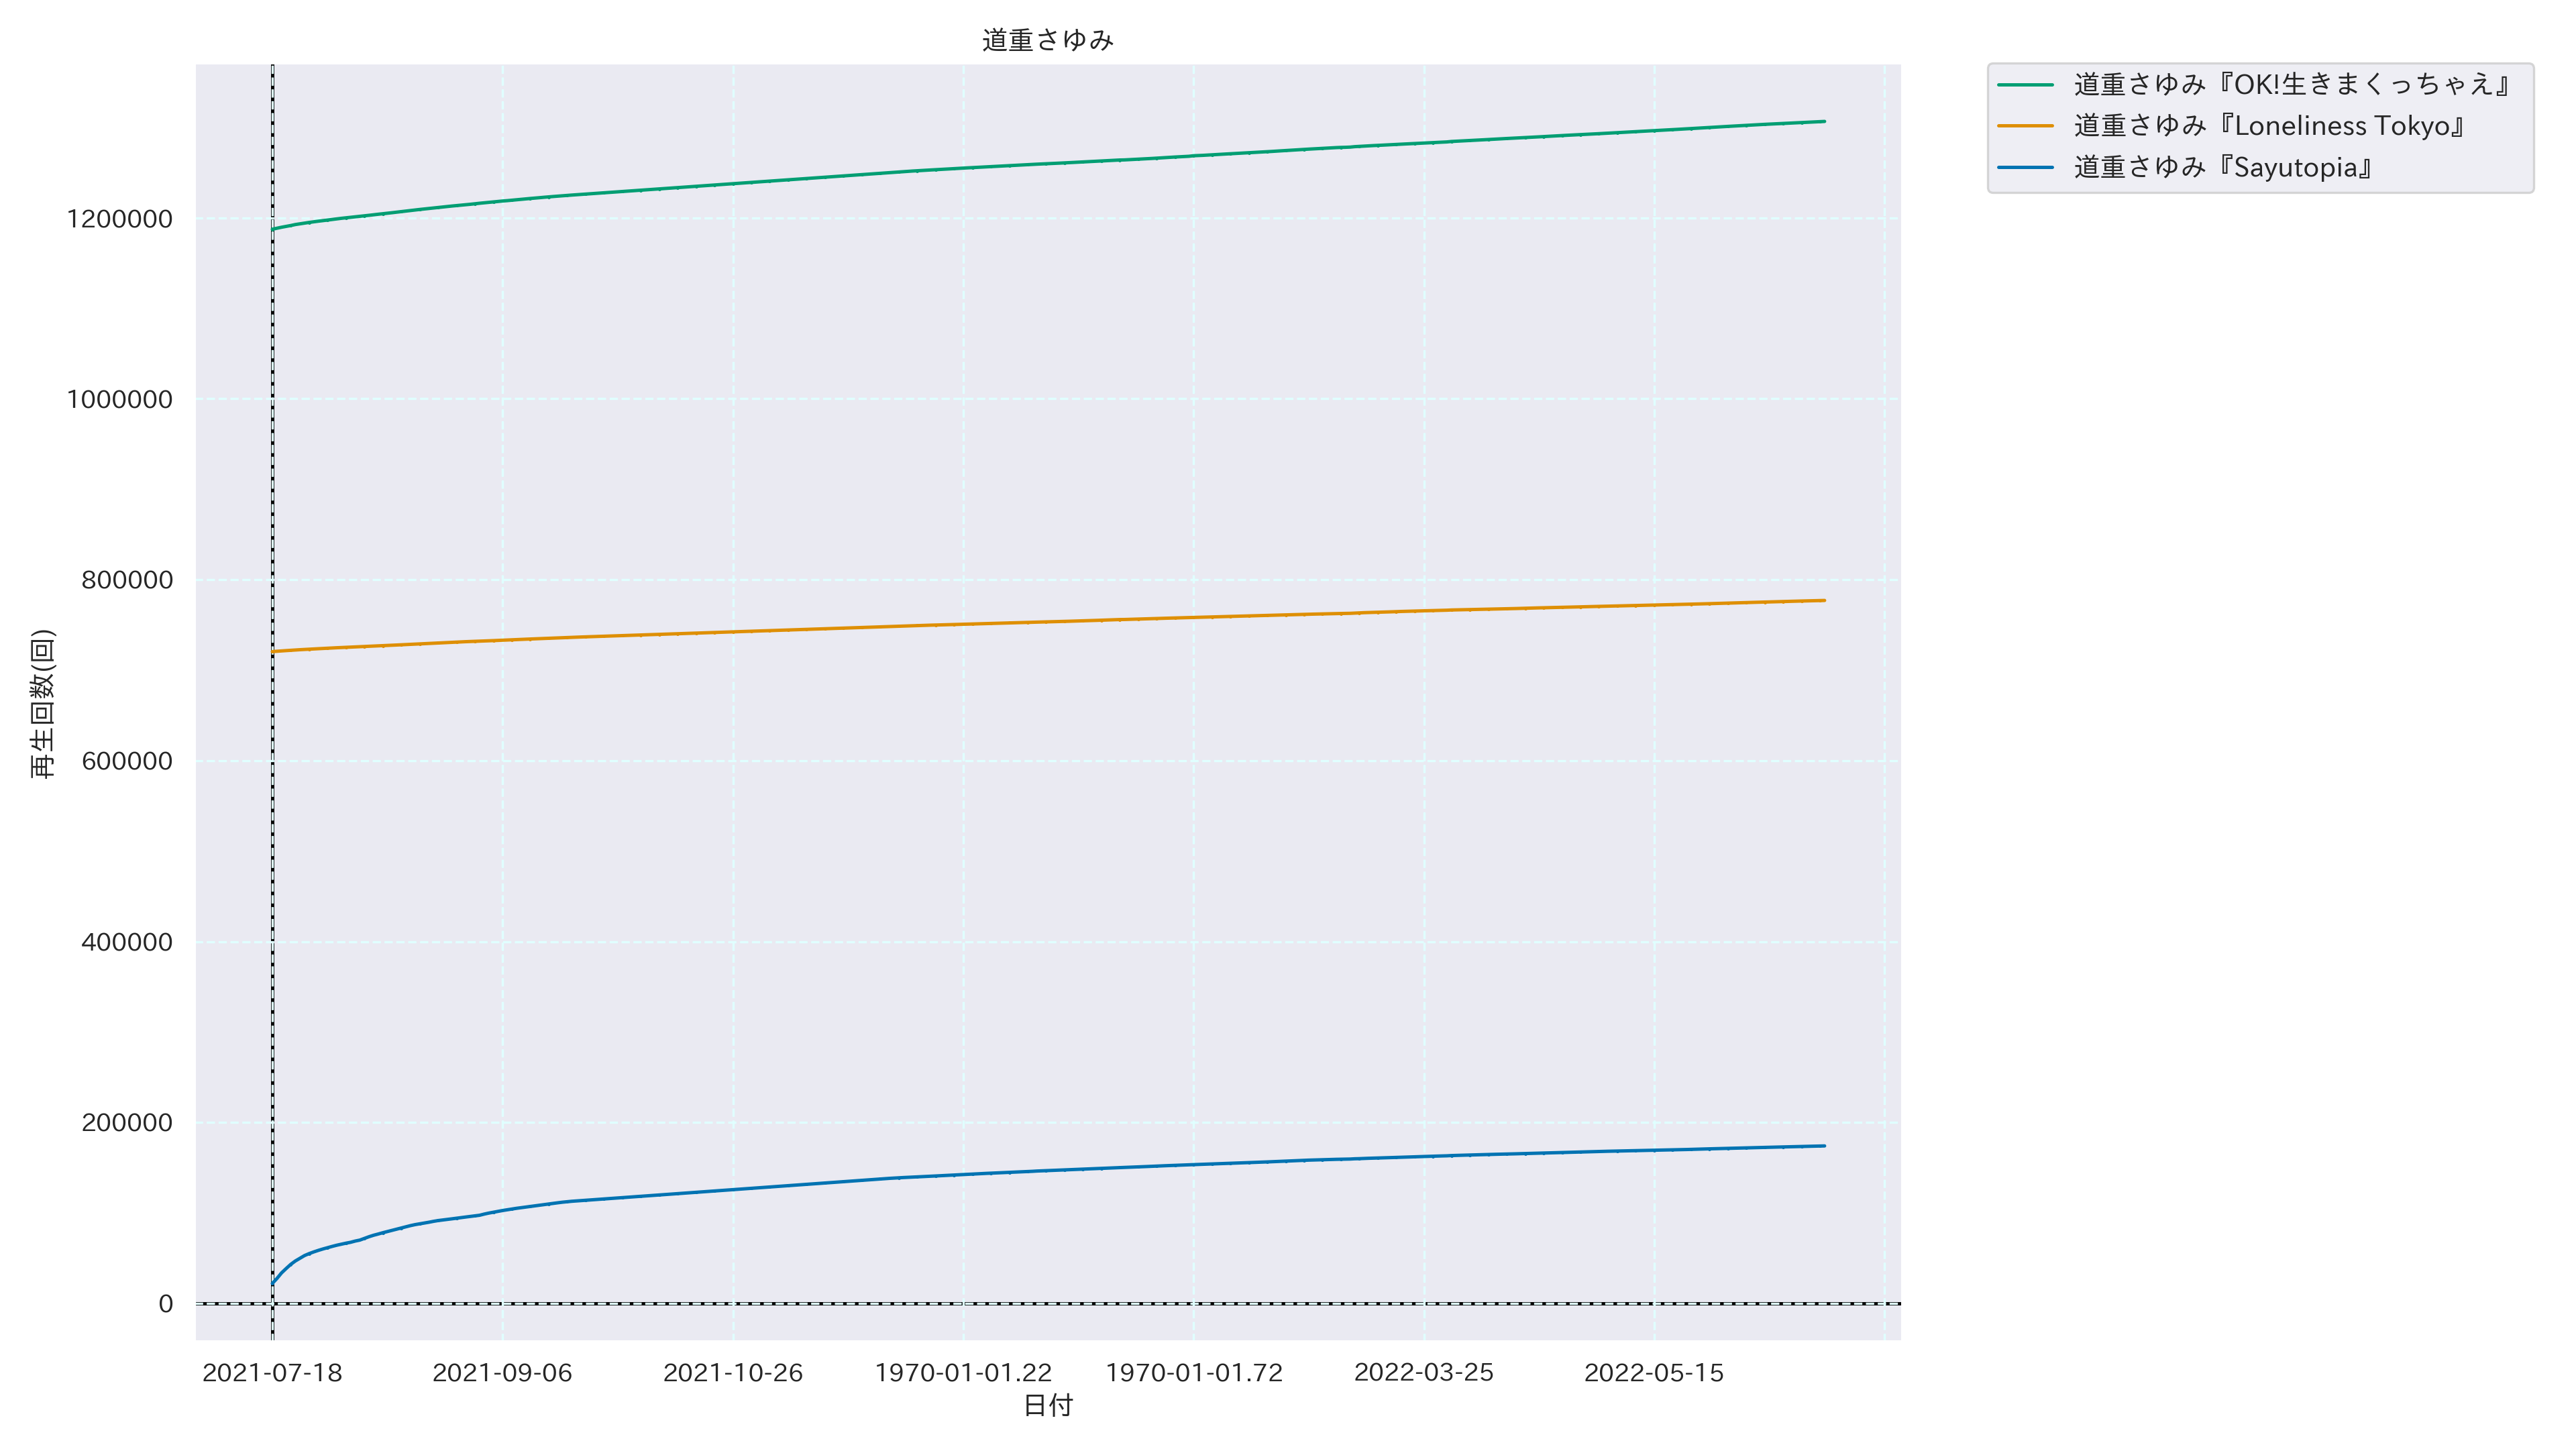 道重さゆみ
道重さゆみ『OK!生きまくっちゃえ』
道重さゆみ『Loneliness Tokyo』
道重さゆみ『Sayutopia』
再生回数(回)
1200000
1000000
800000
600000
400000
200000
0
2021-07-18 2021-09-06 2021-10-26 1970-01-01.22 1970-01-01.72 2022-03-25 2022-05-15
日付